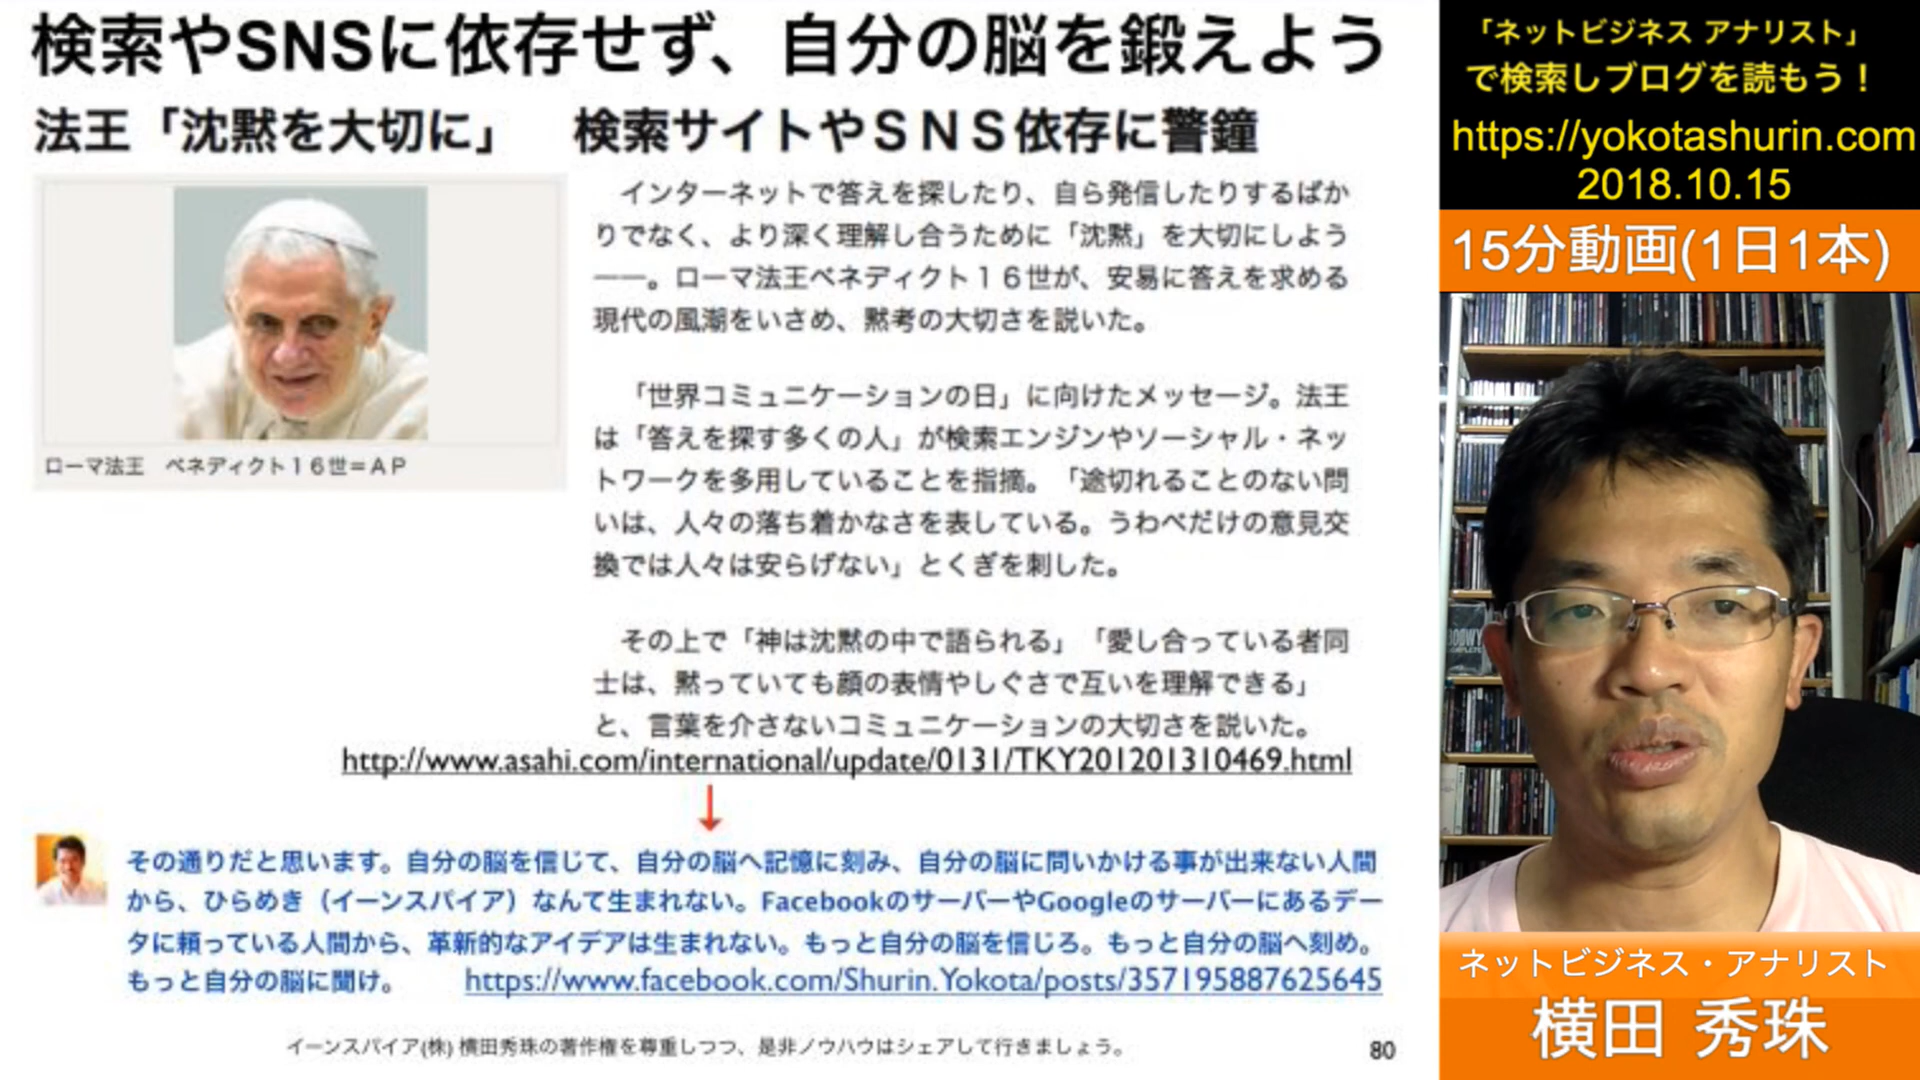 検索やSNSに依存せず、自分の脳を鍛えよう
法王「沈黙を大切に」　検索サイトやＳＮＳ依存に警鐘
ローマ法王　ベネディクト１６世＝ＡＰ
インターネットで答えを探したり、自ら発信したりするばか
りでなく、より深く理解し合うために「沈黙」を大切にしよう
――。ローマ法王ベネディクト１６世が、安易に答えを求める
現代の風潮をいさめ、黙考の大切さを説いた。
「世界コミュニケーションの日」に向けたメッセージ。法王
は「答えを探す多くの人」が検索エンジンやソーシャル・ネッ
トワークを多用していることを指摘。「途切れることのない問
いは、人々の落ち着かなさを表している。うわべだけの意見交
換では人々は安らげない」とくぎを刺した。
その上で「神は沈黙の中で語られる」「愛し合っている者同
士は、黙っていても顔の表情やしぐさで互いを理解できる」
と、言葉を介さないコミュニケーションの大切さを説いた。
http://www.asahi.com/international/update/0131/TKY201201310469.html
↓
その通りだと思います。自分の脳を信じて、自分の脳へ記憶に刻み、自分の脳に問いかける事が出来ない人間
から、ひらめき（イーンスパイア）なんて生まれない。FacebookのサーバーやGoogleのサーバーにあるデー
タに頼っている人間から、革新的なアイデアは生まれない。もっと自分の脳を信じろ。もっと自分の脳へ刻め。
もっと自分の脳に聞け。　https://www.facebook.com/Shurin.Yokota/posts/357195887625645
イーンスパイア(株) 横田秀珠の著作権を尊重しつつ、是非ノウハウはシェアして行きましょう。
80
「ネットビジネス アナリスト」
で検索しブログを読もう！
https://yokotashurin.com
2018.10.15
15分動画(1日1本)
ネットビジネス・アナリスト
横田 秀珠